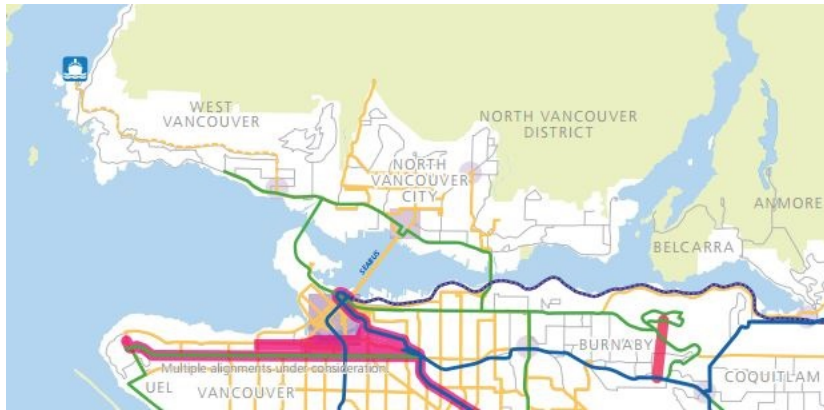 WEST
VANCOUVER
NORTH VANCOUVER
DISTRICT
NORTH
VANCOUVER
CITY
ANMORE
BELCARRA
SEABUS
BURNABY
Multiple alignments under consideration
UEL
VANCOUVER
COQUITLAM